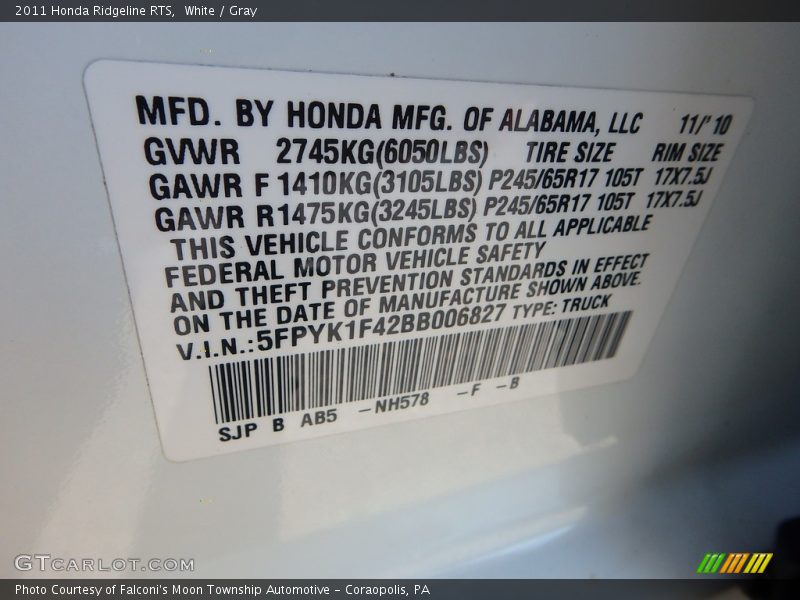 2011 Honda Ridgeline RTS,  White / Gray
MFD. BY HONDA MFG. OF ALABAMA, LLC 11/'10
GVWR 2745KG(6050LBS) TIRE SIZE RIM SIZE
GAWR F 1410KG(3105LBS) P245/65R17 105T 17X7.5J
GAWR R 1475KG(3245LBS) P245/65R17 105T 17X7.5J
THIS VEHICLE CONFORMS TO ALL APPLICABLE
FEDERAL MOTOR VEHICLE SAFETY
AND THEFT PREVENTION STANDARDS IN EFFECT
ON THE DATE OF MANUFACTURE SHOWN ABOVE.
V.I.N.: 5FPYK1F42BB006827 TYPE: TRUCK
SJP B AB5 -NH578 -F -B
GTCARLOT.COM
Photo Courtesy of Falconi's Moon Township Automotive - Coraopolis, PA